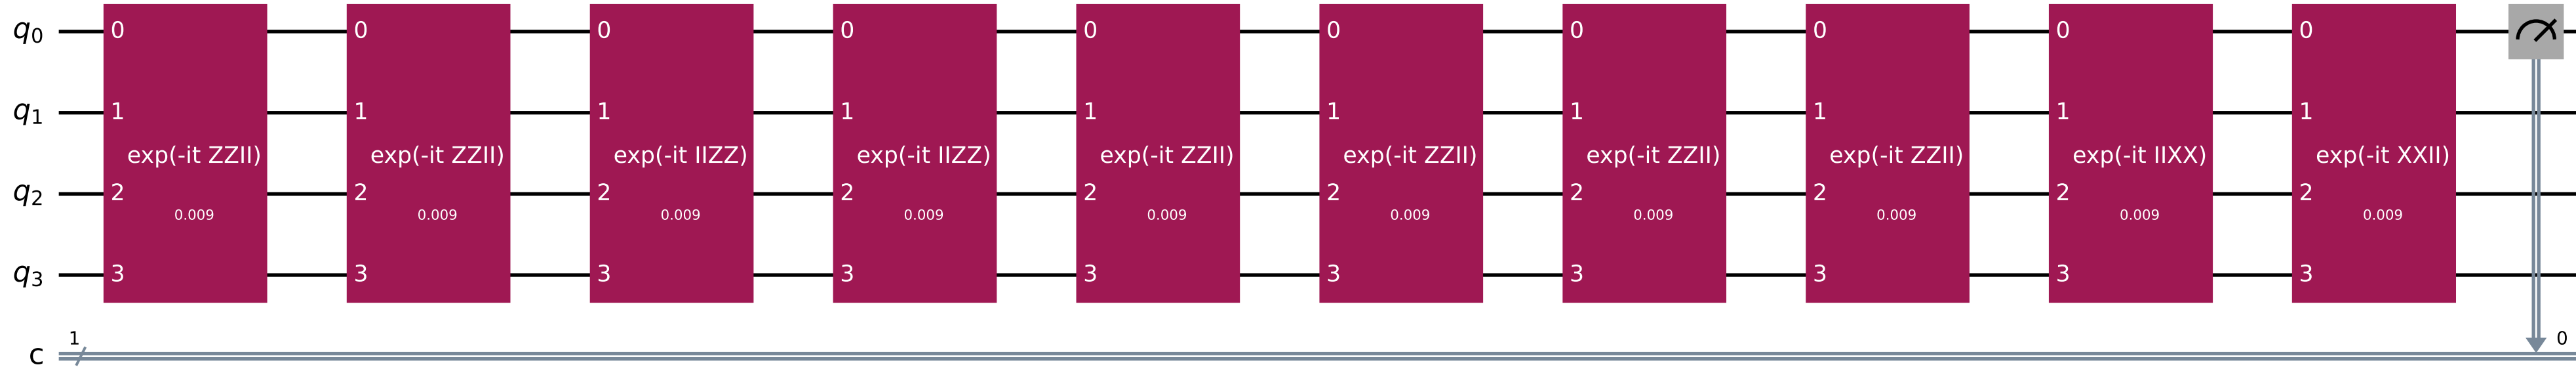 q0 0 0 0 0 0 0 0 0 0 0
q1 1 1 1 1 1 1 1 1 1 1
exp(-it ZZII) exp(-it ZZII) exp(-it IIZZ) exp(-it IIZZ) exp(-it ZZII) exp(-it ZZII) exp(-it ZZII) exp(-it ZZII) exp(-it IIXX) exp(-it XXII)
q2 2 2 2 2 2 2 2 2 2 2
0.009 0.009 0.009 0.009 0.009 0.009 0.009 0.009 0.009 0.009
q3 3 3 3 3 3 3 3 3 3 3
1 0
c